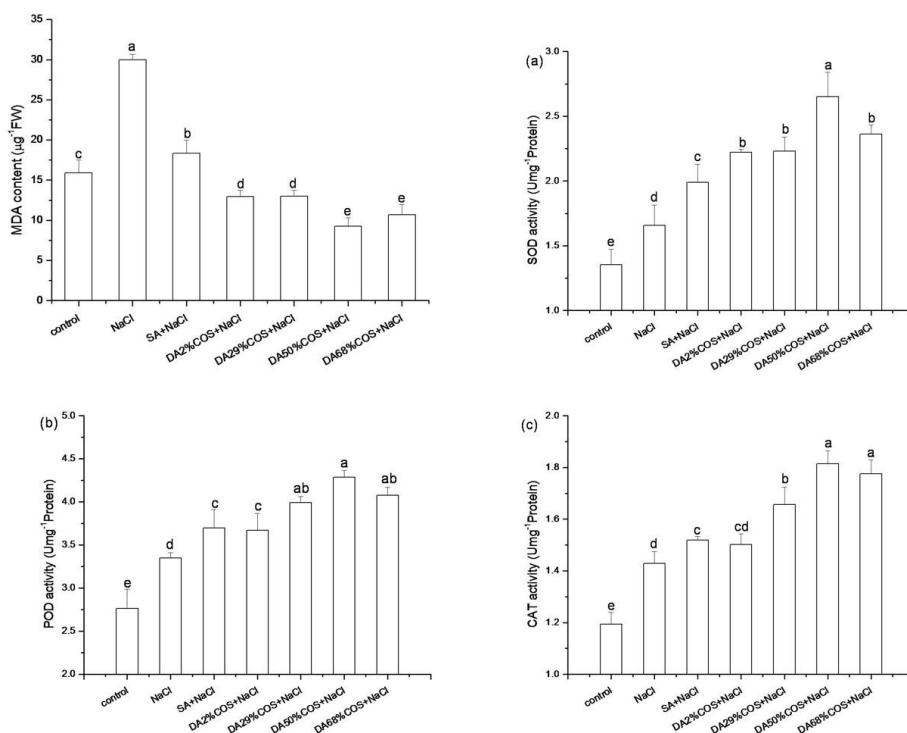 MDA content (µg⁻¹FW)
35
30
25
20
15
10
5
0
c
a
b
d
d
e
e
control
NaCl
SA+NaCl
DA2%COS+NaCl
DA29%COS+NaCl
DA50%COS+NaCl
DA68%COS+NaCl
(a)
SOD activity (Umg⁻¹Protein)
3.0
2.5
2.0
1.5
1.0
e
d
c
b
b
a
b
control
NaCl
SA+NaCl
DA2%COS+NaCl
DA29%COS+NaCl
DA50%COS+NaCl
DA68%COS+NaCl
(b)
POD activity (Umg⁻¹Protein)
5.0
4.5
4.0
3.5
3.0
2.5
2.0
e
d
c
c
ab
a
ab
control
NaCl
SA+NaCl
DA2%COS+NaCl
DA29%COS+NaCl
DA50%COS+NaCl
DA68%COS+NaCl
(c)
CAT activity (Umg⁻¹Protein)
2.0
1.8
1.6
1.4
1.2
1.0
e
d
c
cd
b
a
a
control
NaCl
SA+NaCl
DA2%COS+NaCl
DA29%COS+NaCl
DA50%COS+NaCl
DA68%COS+NaCl